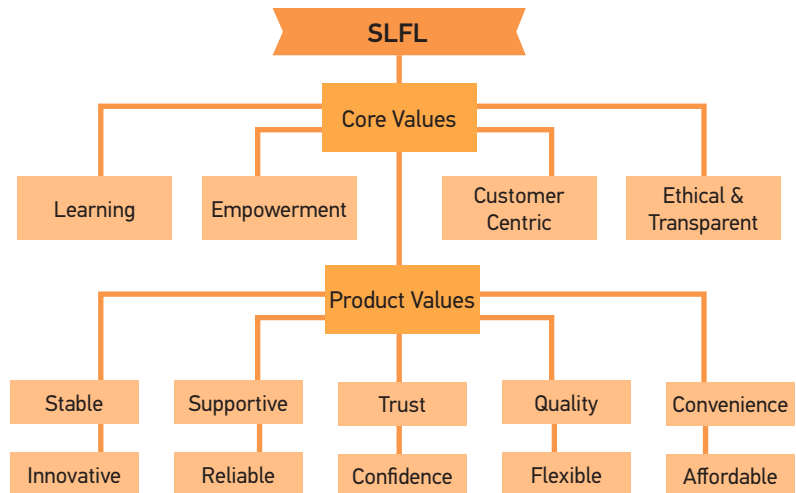 SLFL
Core Values
Learning
Empowerment
Customer
Centric
Ethical &
Transparent
Product Values
Stable
Supportive
Trust
Quality
Convenience
Innovative
Reliable
Confidence
Flexible
Affordable